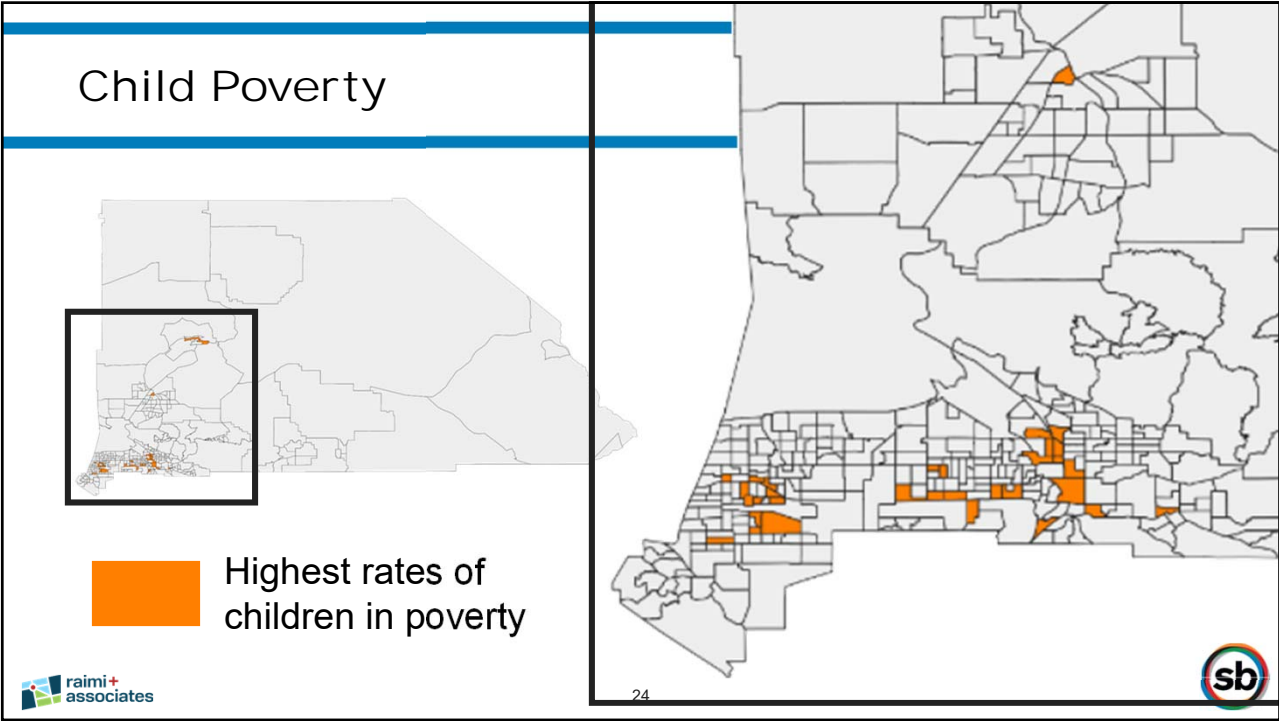 Child Poverty
Highest rates of
children in poverty
raimi+
associates
24
sb